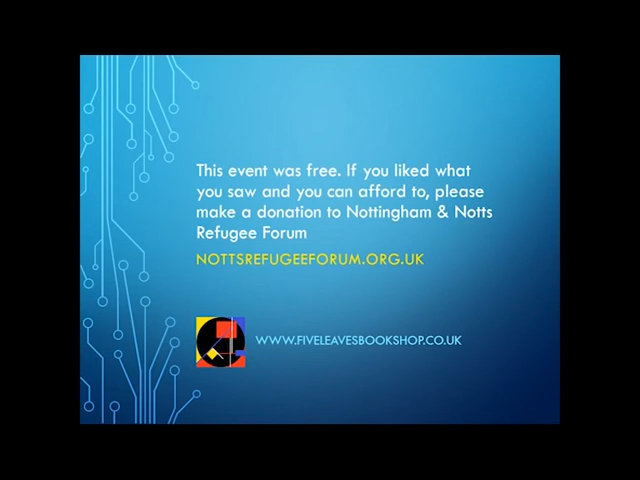 This event was free. If you liked what
you saw and you can afford to, please
make a donation to Nottingham & Notts
Refugee Forum
NOTTSREFUGEEFORUM.ORG.UK
WWW.FIVELEAVESBOOKSHOP.CO.UK